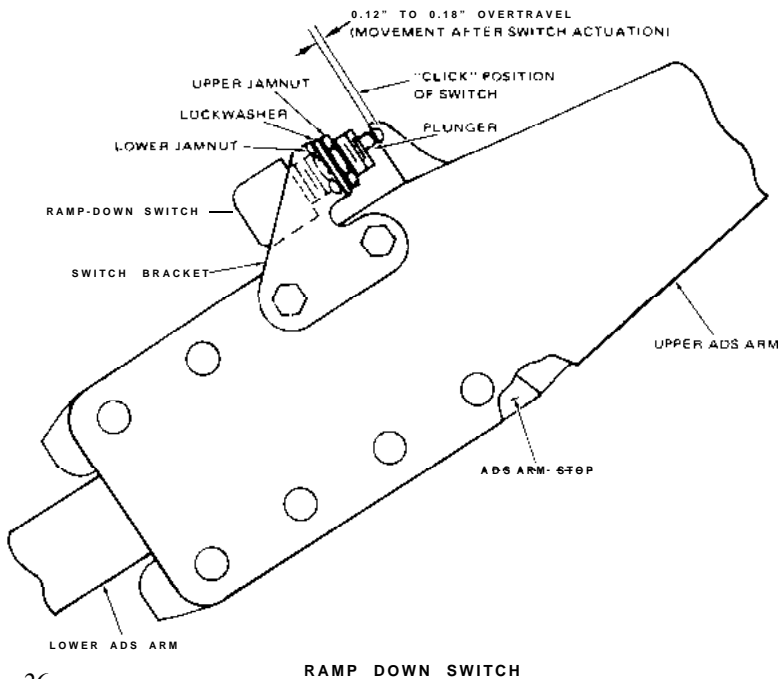 0.12" TO 0.18" OVERTRAVEL
(MOVEMENT AFTER SWITCH ACTUATION)
"CLICK" POSITION
OF SWITCH
UPPER JAMNUT
LOCKWASHER
PLUNGER
LOWER JAMNUT
RAMP-DOWN SWITCH
SWITCH BRACKET
UPPER ADS ARM
ADS ARM STOP
LOWER ADS ARM
26
RAMP DOWN SWITCH